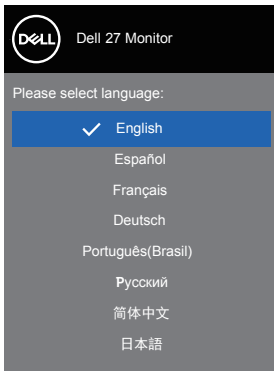 DELL
Dell 27 Monitor
Please select language:
English
Español
Français
Deutsch
Português(Brasil)
Русский
简体中文
日本語